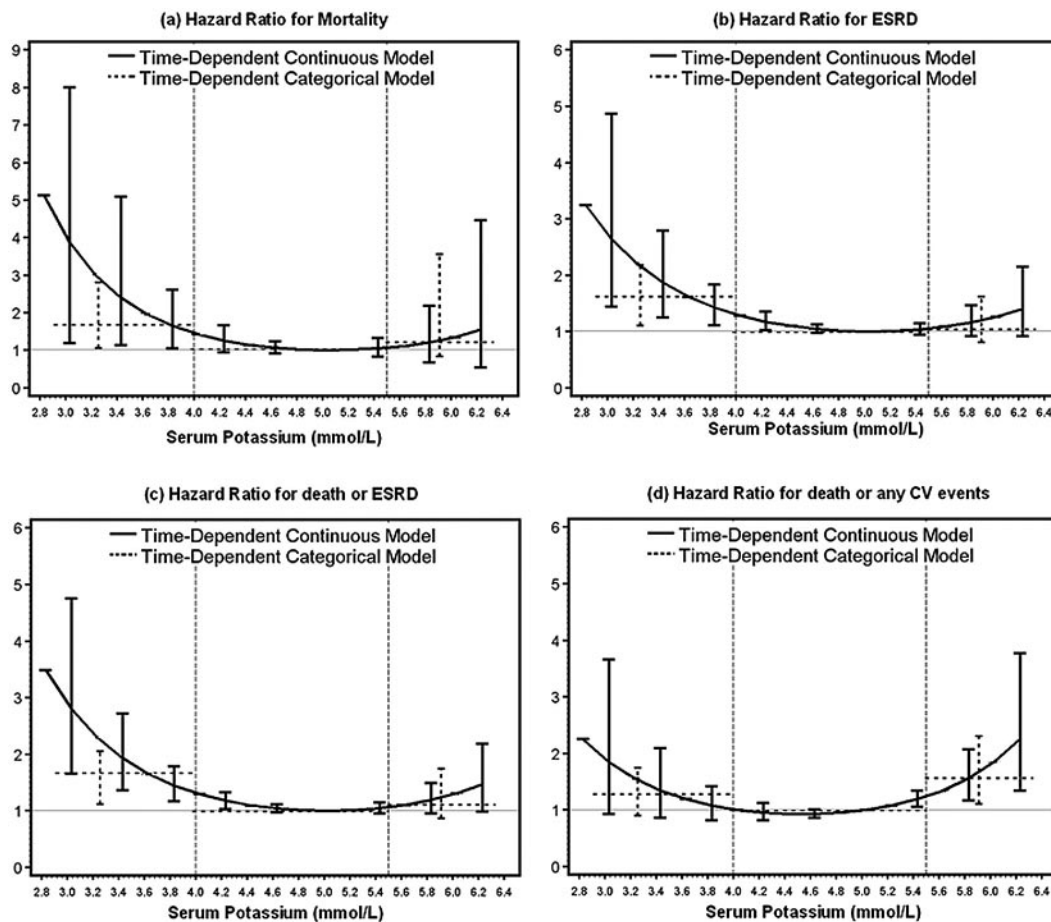 (a) Hazard Ratio for Mortality
9
8
7
6
5
4
3
2
1
0
Time-Dependent Continuous Model
Time-Dependent Categorical Model
2.8 3.0 3.2 3.4 3.6 3.8 4.0 4.2 4.4 4.6 4.8 5.0 5.2 5.4 5.6 5.8 6.0 6.2 6.4
Serum Potassium (mmol/L)
(b) Hazard Ratio for ESRD
6
5
4
3
2
1
0
Time-Dependent Continuous Model
Time-Dependent Categorical Model
2.8 3.0 3.2 3.4 3.6 3.8 4.0 4.2 4.4 4.6 4.8 5.0 5.2 5.4 5.6 5.8 6.0 6.2 6.4
Serum Potassium (mmol/L)
(c) Hazard Ratio for death or ESRD
6
5
4
3
2
1
0
Time-Dependent Continuous Model
Time-Dependent Categorical Model
2.8 3.0 3.2 3.4 3.6 3.8 4.0 4.2 4.4 4.6 4.8 5.0 5.2 5.4 5.6 5.8 6.0 6.2 6.4
Serum Potassium (mmol/L)
(d) Hazard Ratio for death or any CV events
6
5
4
3
2
1
0
Time-Dependent Continuous Model
Time-Dependent Categorical Model
2.8 3.0 3.2 3.4 3.6 3.8 4.0 4.2 4.4 4.6 4.8 5.0 5.2 5.4 5.6 5.8 6.0 6.2 6.4
Serum Potassium (mmol/L)